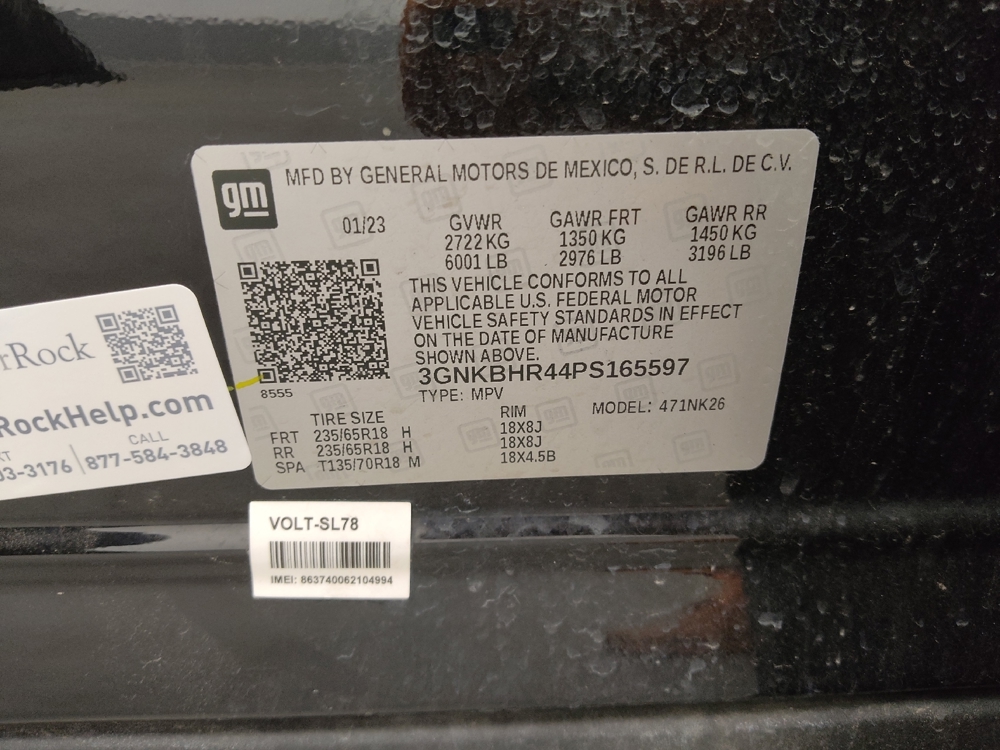 gm
MFD BY GENERAL MOTORS DE MEXICO, S. DE R.L. DE C.V.
01/23
GVWR
2722 KG
6001 LB
GAWR FRT
1350 KG
2976 LB
GAWR RR
1450 KG
3196 LB
THIS VEHICLE CONFORMS TO ALL
APPLICABLE U.S. FEDERAL MOTOR
VEHICLE SAFETY STANDARDS IN EFFECT
ON THE DATE OF MANUFACTURE
SHOWN ABOVE.
3GNKBHR44PS165597
8555
TYPE: MPV
MODEL: 471NK26
TIRE SIZE RIM
FRT 235/65R18 H 18X8J
RR 235/65R18 H 18X8J
SPA T135/70R18 M 18X4.5B
rRock
RockHelp.com
CALL
03-3176 877-584-3848
VOLT-SL78
IMEI: 863740062104994